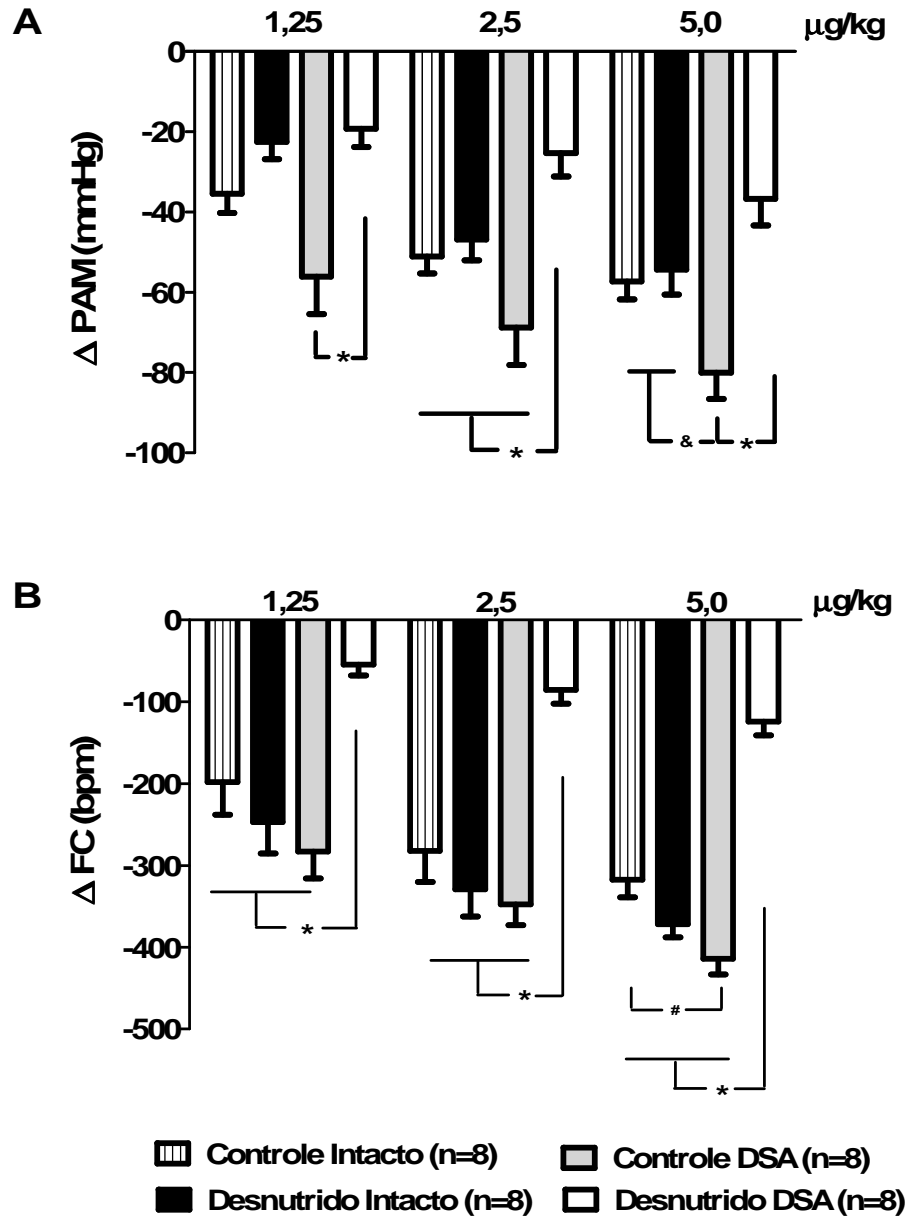 A
1,25 2,5 5,0 μg/kg
0
-20
-40
-60
-80
-100
Δ PAM (mmHg)
*
*
& *
B
1,25 2,5 5,0 μg/kg
0
-100
-200
-300
-400
-500
Δ FC (bpm)
*
*
#
*
Controle Intacto (n=8) Controle DSA (n=8)
Desnutrido Intacto (n=8) Desnutrido DSA (n=8)